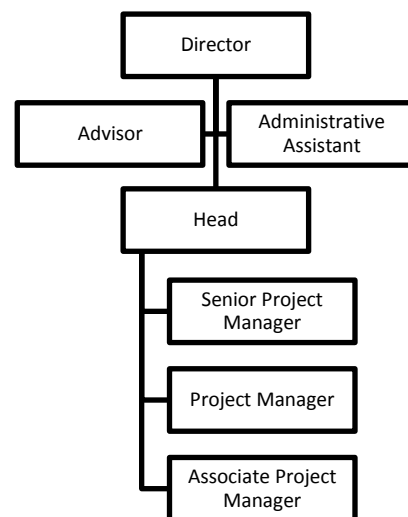 Director
Advisor
Administrative
Assistant
Head
Senior Project
Manager
Project Manager
Associate Project
Manager